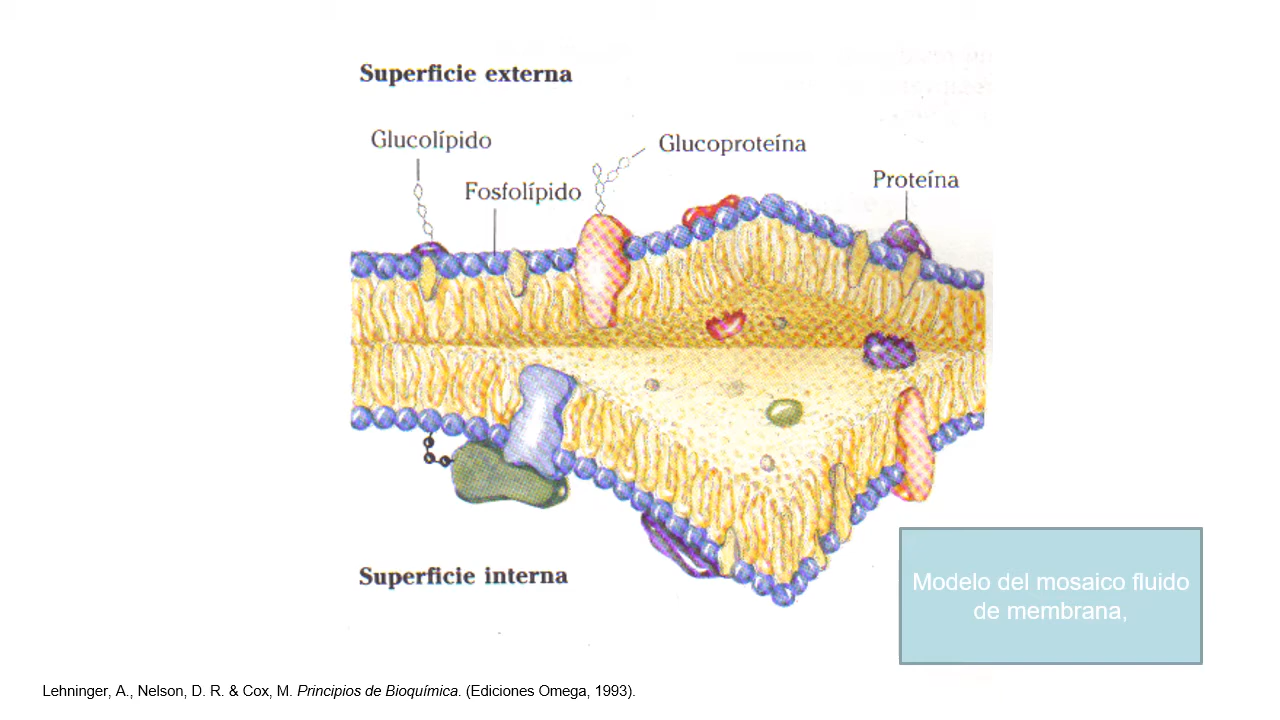 Superficie externa
Glucolípido
Glucoproteína
Fosfolípido
Proteína
Superficie interna
Modelo del mosaico fluido
de membrana,
Lehninger, A., Nelson, D. R. & Cox, M. Principios de Bioquímica. (Ediciones Omega, 1993).